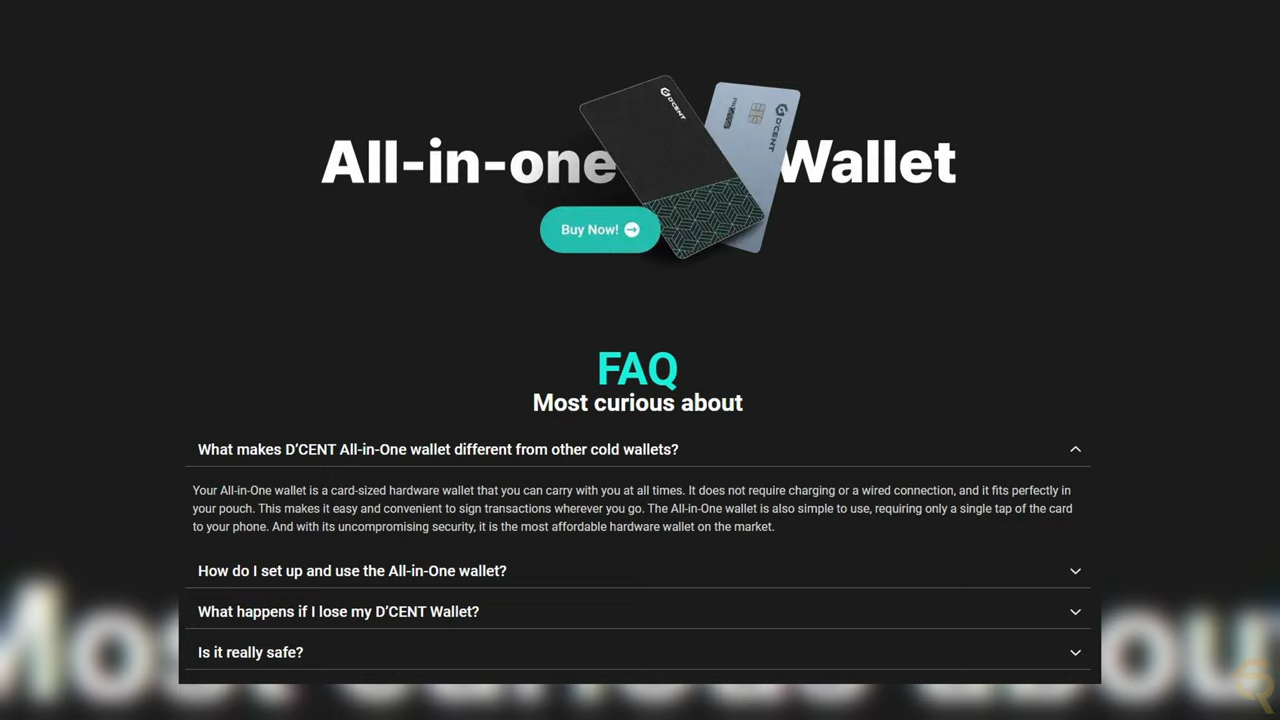 All-in-one Wallet
D'CENT
D'CENT
Buy Now!
FAQ
Most curious about
What makes D’CENT All-in-One wallet different from other cold wallets?
Your All-in-One wallet is a card-sized hardware wallet that you can carry with you at all times. It does not require charging or a wired connection, and it fits perfectly in
your pouch. This makes it easy and convenient to sign transactions wherever you go. The All-in-One wallet is also simple to use, requiring only a single tap of the card
to your phone. And with its uncompromising security, it is the most affordable hardware wallet on the market.
How do I set up and use the All-in-One wallet?
What happens if I lose my D’CENT Wallet?
Is it really safe?